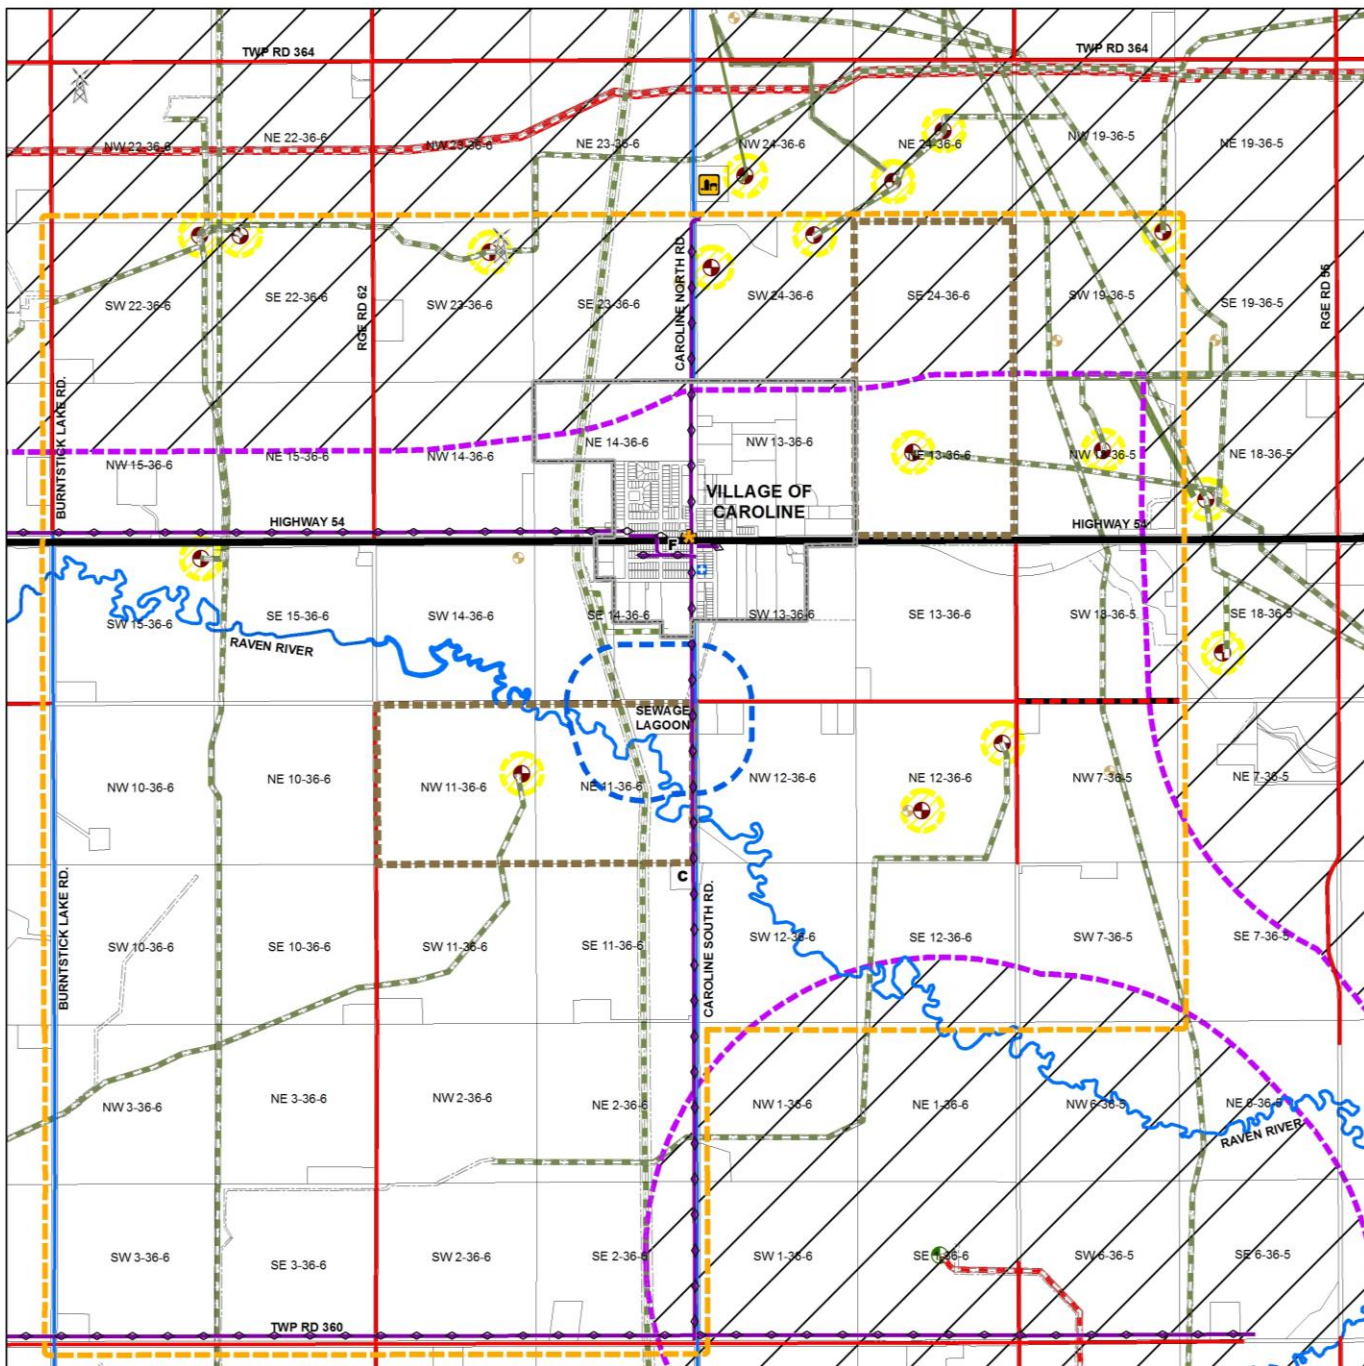 TWP RD 364
TWP RD 364
NW 22-36-6
NE 22-36-6
NW 23-36-6
NE 23-36-6
NW 24-36-6
NE 24-36-6
NW 19-36-5
NE 19-36-5
SW 22-36-6
SE 22-36-6
RGE RD 62
SW 23-36-6
SE 23-36-6
CAROLINE NORTH RD.
SW 24-36-6
SE 24-36-6
SW 19-36-5
SE 19-36-5
RGE RD 55
BURNTSTICK LAKE RD.
NW 15-36-6
NE 15-36-6
NW 14-36-6
NE 14-36-6
NW 13-36-6
NE 13-36-6
NW 18-36-5
NE 18-36-5
VILLAGE OF
CAROLINE
HIGHWAY 54
HIGHWAY 54
F
SW 15-36-6
SE 15-36-6
SW 14-36-6
SE 14-36-6
SW 13-36-6
SE 13-36-6
SW 18-36-5
SE 18-36-5
RAVEN RIVER
SEWAGE
LAGOON
NW 10-36-6
NE 10-36-6
NW 11-36-6
NE 11-36-6
NW 12-36-6
NE 12-36-6
NW 7-36-5
NE 7-36-5
C
BURNTSTICK LAKE RD.
SW 10-36-6
SE 10-36-6
SW 11-36-6
SE 11-36-6
CAROLINE SOUTH RD.
SW 12-36-6
SE 12-36-6
SW 7-36-5
SE 7-36-5
NW 3-36-6
NE 3-36-6
NW 2-36-6
NE 2-36-6
NW 1-36-6
NE 1-36-6
NW 6-36-5
NE 6-36-5
RAVEN RIVER
SW 3-36-6
SE 3-36-6
SW 2-36-6
SE 2-36-6
SW 1-36-6
SE 1-36-6
SW 6-36-5
SE 6-36-5
TWP RD 360